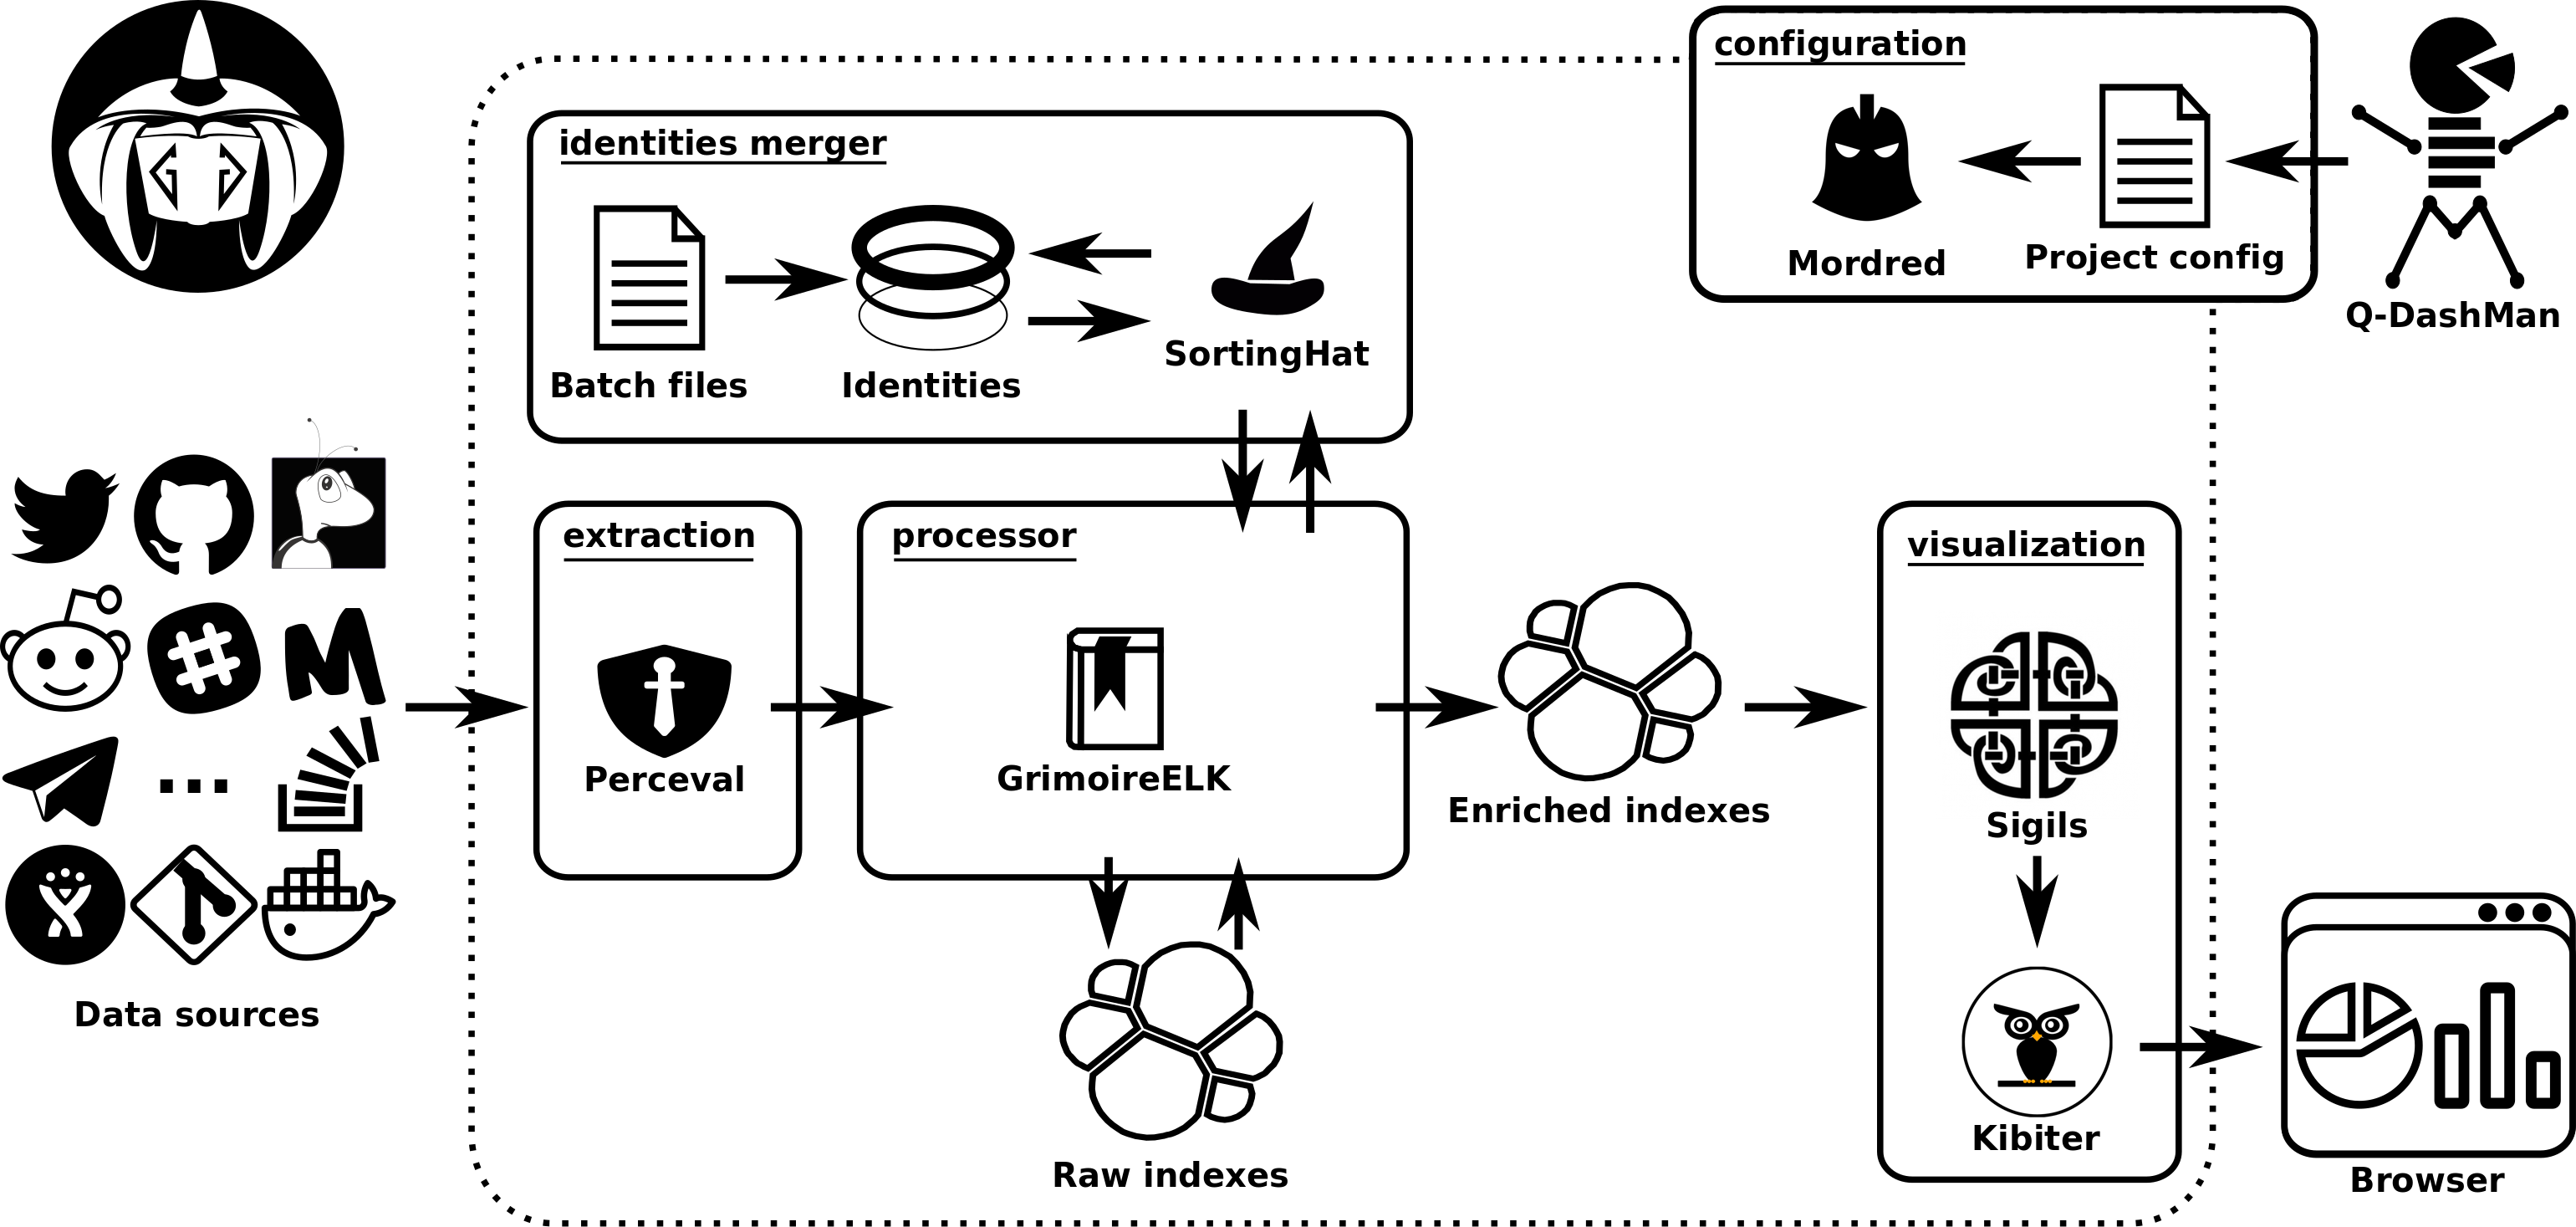 configuration
Mordred
Project config
Q-DashMan
identities merger
Batch files
Identities
SortingHat
extraction
Perceval
processor
GrimoireELK
Enriched indexes
visualization
Sigils
Kibiter
Data sources
...
Raw indexes
Browser